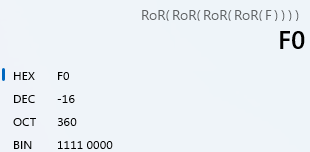 RoR( RoR( RoR( RoR( F ) ) ) )
F0
HEX F0
DEC -16
OCT 360
BIN 1111 0000